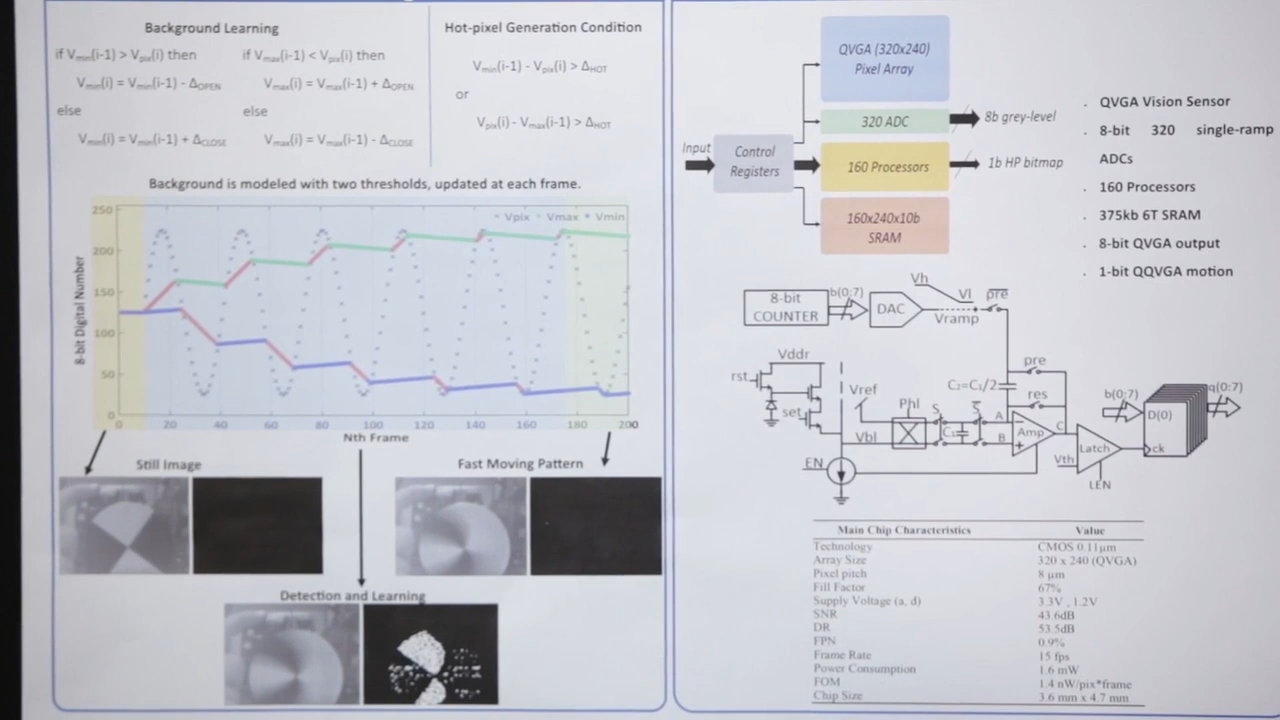 Background Learning
if Vmin(i-1) > Vpix(i) then
Vmin(i) = Vmin(i-1) - ΔOPEN
else
Vmin(i) = Vmin(i-1) + ΔCLOSE
if Vmax(i-1) < Vpix(i) then
Vmax(i) = Vmax(i-1) + ΔOPEN
else
Vmax(i) = Vmax(i-1) - ΔCLOSE
Hot-pixel Generation Condition
Vmin(i-1) - Vpix(i) > ΔHOT
or
Vpix(i) - Vmax(i-1) > ΔHOT
Background is modeled with two thresholds, updated at each frame.
Vpix Vmax Vmin
8-bit Digital Number
250
200
150
100
50
0
0 20 40 60 80 100 120 140 160 180 200
Nth Frame
Still Image
Fast Moving Pattern
Detection and Learning
Input
Control
Registers
QVGA (320x240)
Pixel Array
320 ADC
8b grey-level
160 Processors
1b HP bitmap
160x240x10b
SRAM
. QVGA Vision Sensor
. 8-bit 320 single-ramp
ADCs
. 160 Processors
. 375kb 6T SRAM
. 8-bit QVGA output
. 1-bit QQVGA motion
8-bit
COUNTER
b(0:7)
DAC
Vh
Vl
Vramp
pre
Vddr
rst
set
Vref
Vbl
EN
PhI
S
S
C₁
C₂=C₁/2
pre
res
A
B
Amp
C
Vth
Latch
LEN
b(0:7)
D(0)
ck
q(0:7)
Main Chip Characteristics Value
Technology CMOS 0.11μm
Array Size 320 x 240 (QVGA)
Pixel pitch 8 μm
Fill Factor 67%
Supply Voltage (a, d) 3.3V , 1.2V
SNR 43.6dB
DR 53.5dB
FPN 0.9%
Frame Rate 15 fps
Power Consumption 1.6 mW
FOM 1.4 nW/pix*frame
Chip Size 3.6 mm x 4.7 mm